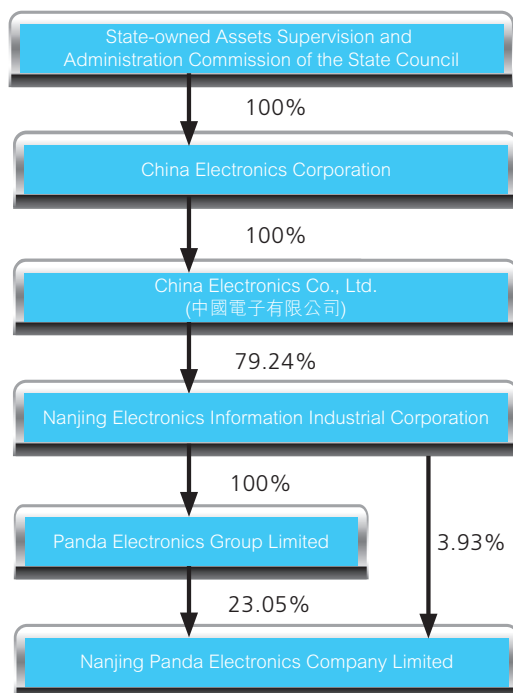 State-owned Assets Supervision and
Administration Commission of the State Council
100%
China Electronics Corporation
100%
China Electronics Co., Ltd.
(中國電子有限公司)
79.24%
Nanjing Electronics Information Industrial Corporation
100%
3.93%
Panda Electronics Group Limited
23.05%
Nanjing Panda Electronics Company Limited